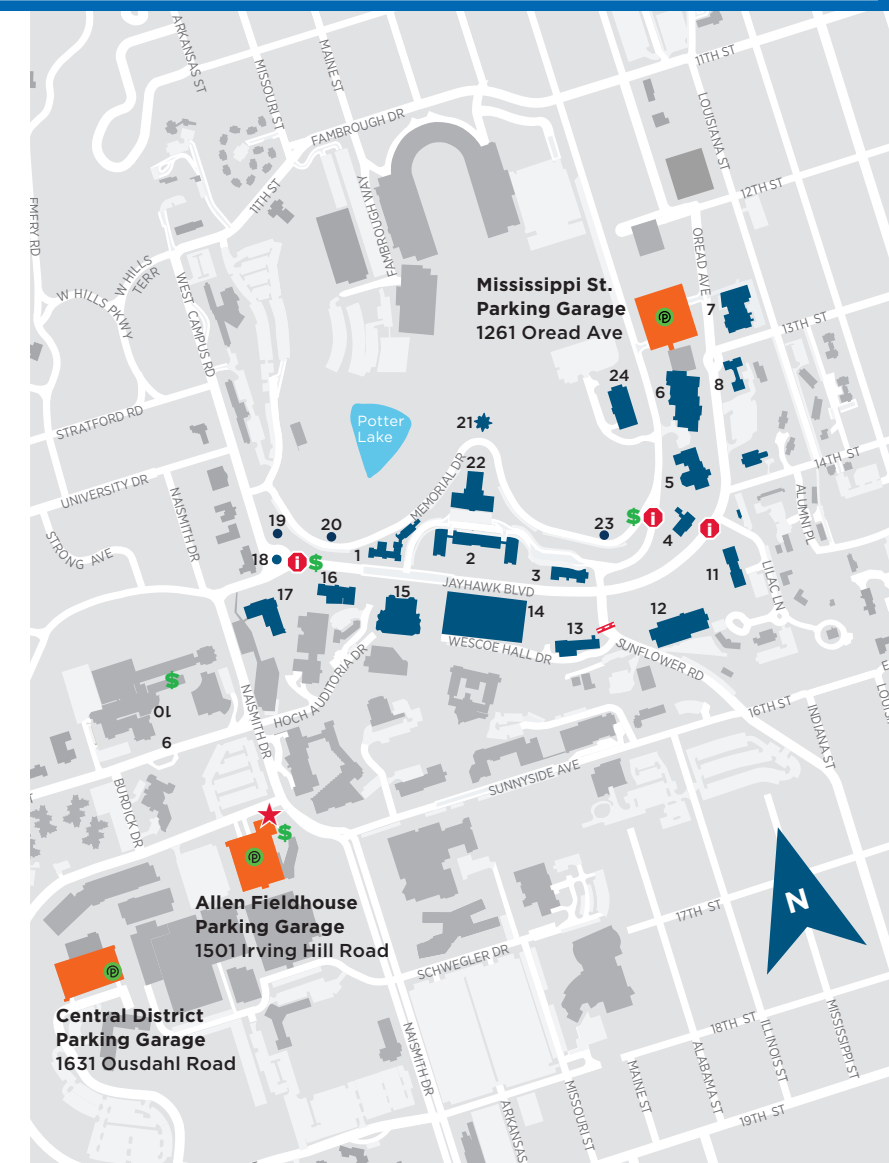 ARKANSAS ST
MISSOURI ST
MAINE ST
11TH ST
FAMBROUGH DR
LOUISIANA ST
12TH ST
11TH ST
FAMBROUGH WAY
EMERY RD
W HILLS
TERR
W HILLS PKWY
WEST CAMPUS RD
OREAD AVE
Mississippi St.
Parking Garage
1261 Oread Ave
P
7
13TH ST
24
6
8
STRATFORD RD
Potter
Lake
21
22
MEMORIAL DR
5
14TH ST
UNIVERSITY DR
NAISMITH DR
STRONG AVE
ALUMNI PL
19
20
23
$
i
4
i
18
i
$
1
2
3
JAYHAWK BLVD
11
LILAC LN
16
17
15
14
12
13
WESCOE HALL DR
SUNFLOWER RD
$
10
9
NAISMITH DR
HOCH AUDITORIA DR
16TH ST
INDIANA ST
SUNNYSIDE AVE
BURDICK DR
$
P
Allen Fieldhouse
Parking Garage
1501 Irving Hill Road
N
17TH ST
SCHWEGLER DR
P
Central District
Parking Garage
1631 Ousdahl Road
NAISMITH DR
18TH ST
ILLINOIS ST
MISSISSIPPI ST
ALABAMA ST
MAINE ST
MISSOURI ST
ARKANSAS
19TH ST